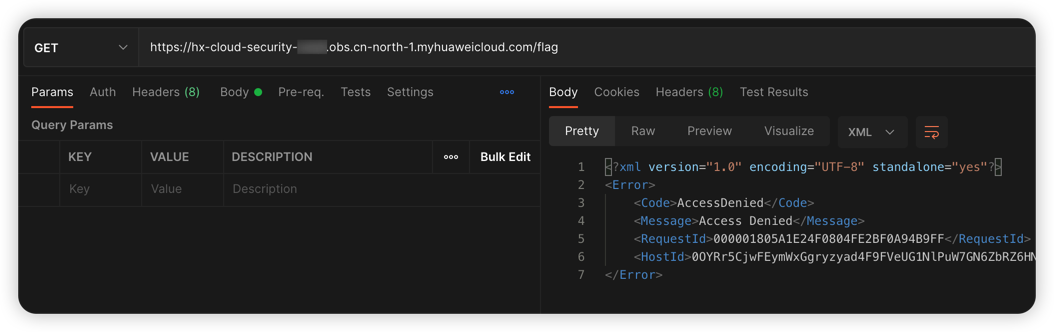 GET https://hx-cloud-security- .obs.cn-north-1.myhuaweicloud.com/flag
Params Auth Headers (8) Body Pre-req. Tests Settings
Query Params
KEY VALUE DESCRIPTION Bulk Edit
Key Value Description
Body Cookies Headers (8) Test Results
Pretty Raw Preview Visualize XML
1 <?xml version="1.0" encoding="UTF-8" standalone="yes"?>
2 <Error>
3 <Code>AccessDenied</Code>
4 <Message>Access Denied</Message>
5 <RequestId>000001805A1E24F0804FE2BF0A94B9FF</RequestId>
6 <HostId>0OYRr5CjwFEymWxGgryzyad4F9FVeUG1NlPuW7GN6ZbRZ6HN
7 </Error>